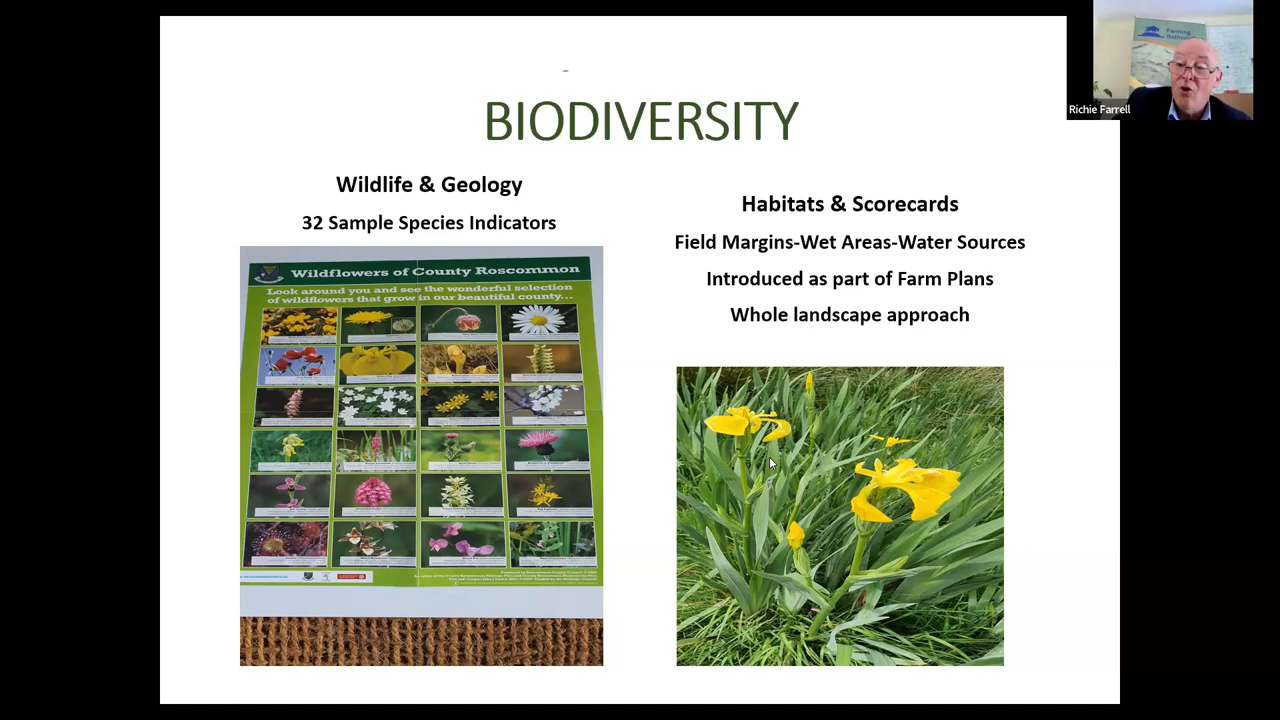 BIODIVERSITY
Wildlife & Geology
32 Sample Species Indicators
Wildflowers of County Roscommon
Look around you and see the wonderful selection
of wildflowers that grow in our beautiful county...
Habitats & Scorecards
Field Margins-Wet Areas-Water Sources
Introduced as part of Farm Plans
Whole landscape approach
Farming
Richie Farrell